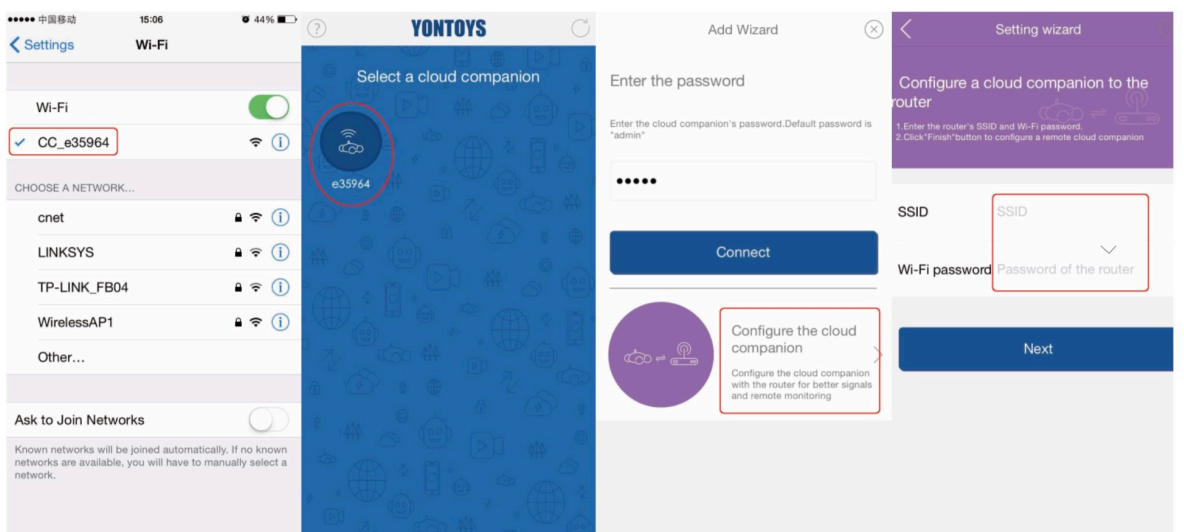 中国移动 15:06 44%
Settings Wi-Fi
Wi-Fi
CC_e35964
CHOOSE A NETWORK...
cnet
LINKSYS
TP-LINK_FB04
WirelessAP1
Other...
Ask to Join Networks
Known networks will be joined automatically. If no known
networks are available, you will have to manually select a
network.
?
YONTOYS
Select a cloud companion
e35964
Add Wizard
Enter the password
Enter the cloud companion's password.Default password is
"admin"
•••••
Connect
Configure the cloud
companion
Configure the cloud companion
with the router for better signals
and remote monitoring
Setting wizard
Configure a cloud companion to the
router
1.Enter the router's SSID and Wi-Fi password.
2.Click"Finish"button to configure a remote cloud companion
SSID SSID
Wi-Fi password Password of the router
Next